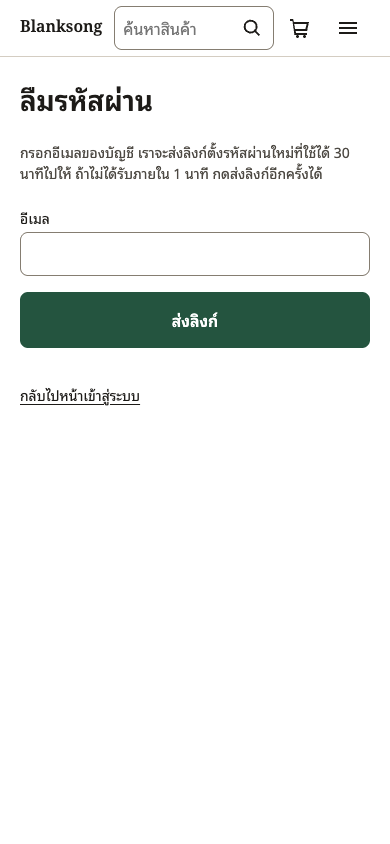 Blanksong
ค้นหาสินค้า
ลืมรหัสผ่าน
กรอกอีเมลของบัญชี เราจะส่งลิงก์ตั้งรหัสผ่านใหม่ที่ใช้ได้ 30
นาทีไปให้ ถ้าไม่ได้รับภายใน 1 นาที กดส่งลิงก์อีกครั้งได้
อีเมล
ส่งลิงก์
กลับไปหน้าเข้าสู่ระบบ